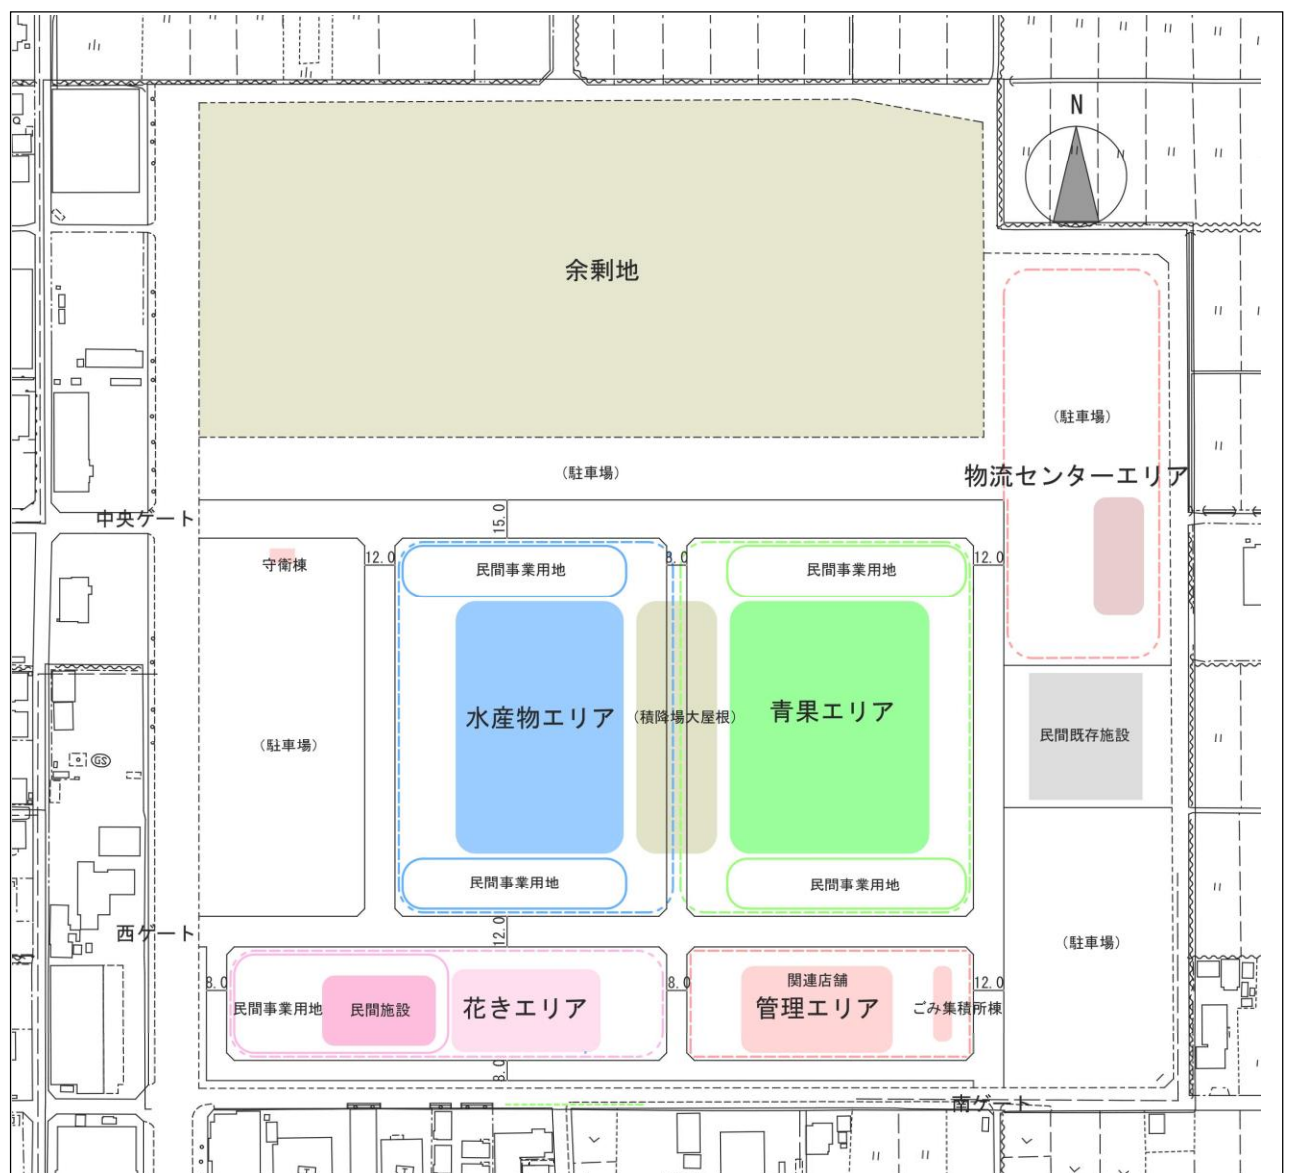 N
余剰地
（駐車場）
（駐車場）
物流センターエリア
中央ゲート
15.0
守衛棟
12.0
民間事業用地
8.0
民間事業用地
12.0
水産物エリア
（積降場大屋根）
青果エリア
（駐車場）
民間既存施設
GS
民間事業用地
民間事業用地
西ゲート
12.0
（駐車場）
8.0
民間事業用地
民間施設
花きエリア
8.0
関連店舗
管理エリア
12.0
ごみ集積所棟
8.0
南ゲート